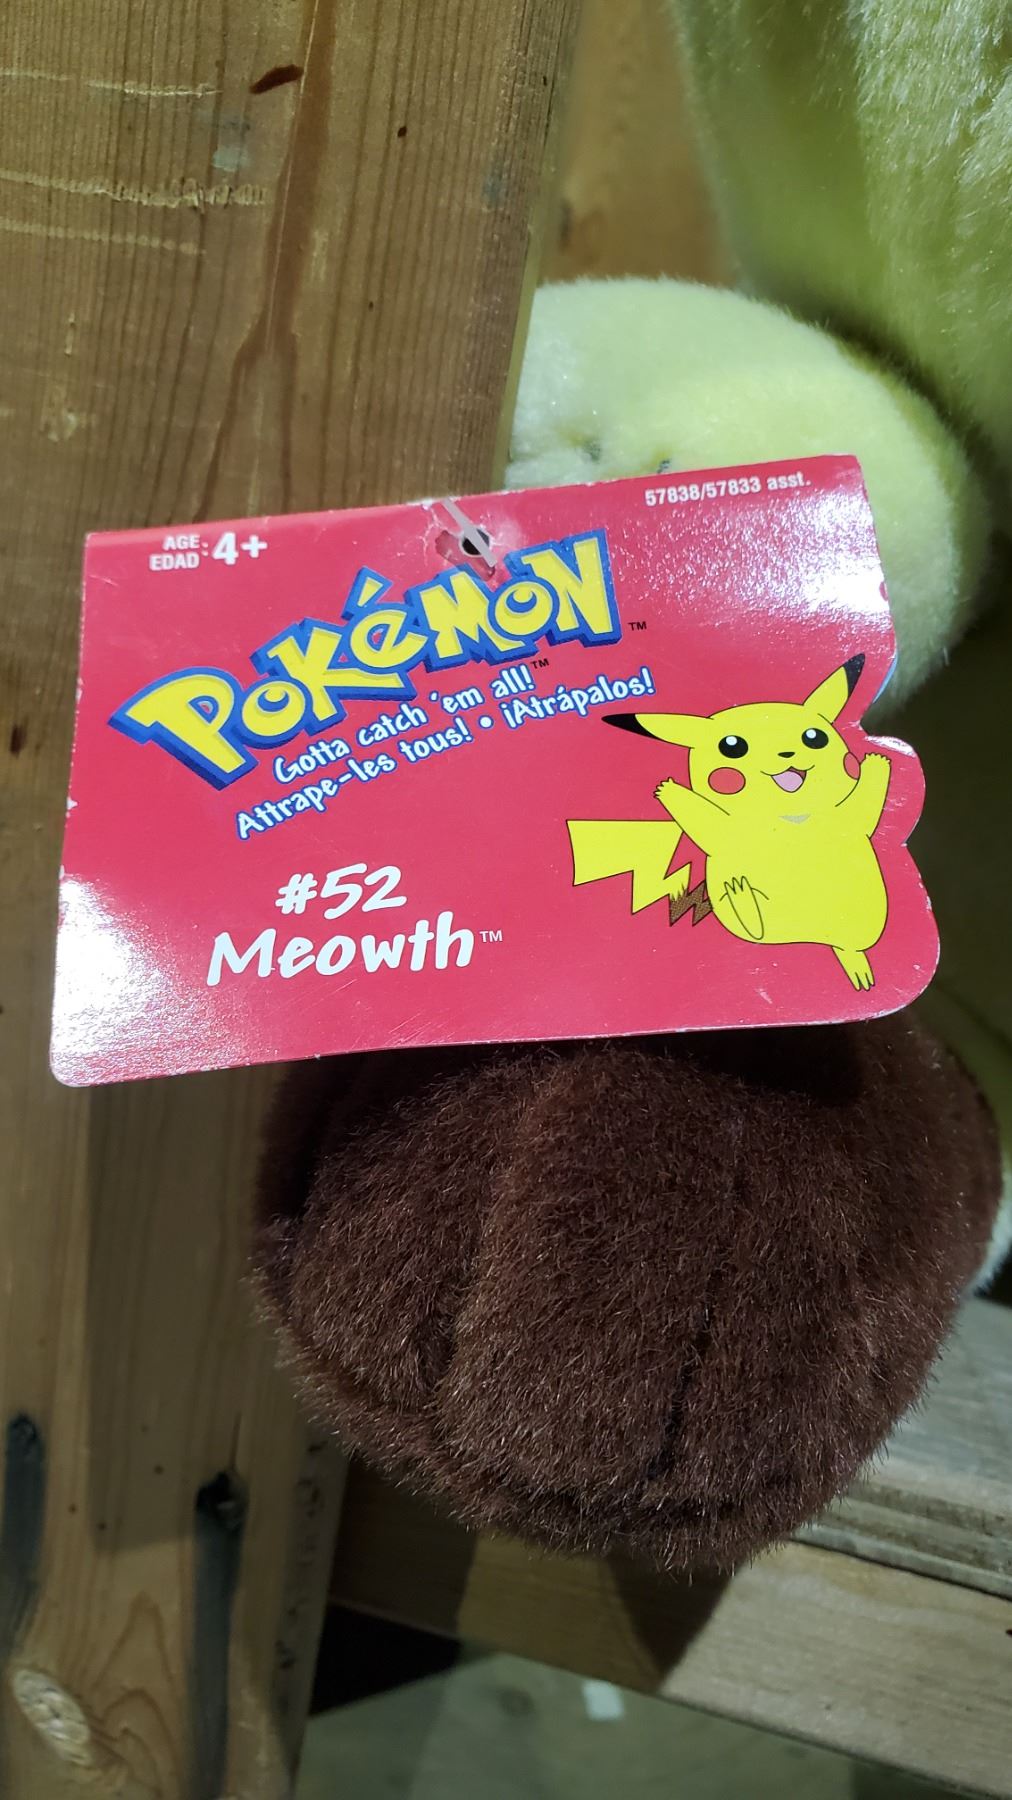 57838/57833 asst.
AGE: 4+
EDAD
POKéMON™
Gotta catch 'em all!™
Attrape-les tous! • ¡Atrápalos!
#52
Meowth™